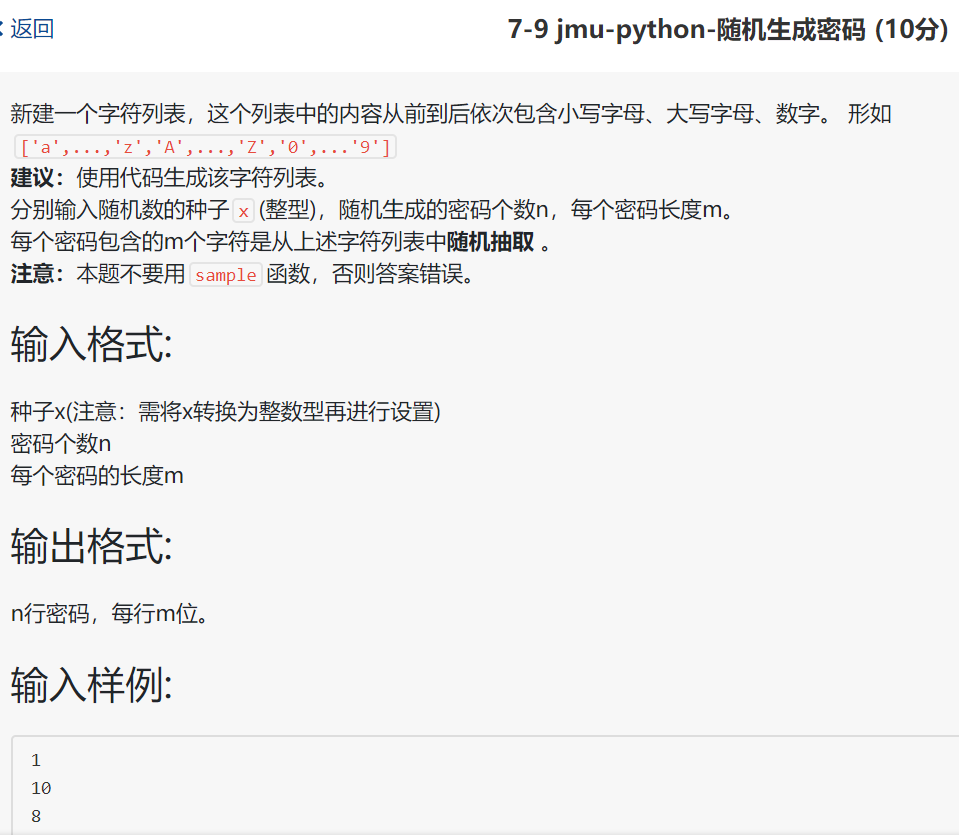 返回
7-9 jmu-python-随机生成密码 (10分)
新建一个字符列表，这个列表中的内容从前到后依次包含小写字母、大写字母、数字。 形如
['a',...,'z','A',...,'Z','0',...'9']
建议：使用代码生成该字符列表。
分别输入随机数的种子x(整型)，随机生成的密码个数n，每个密码长度m。
每个密码包含的m个字符是从上述字符列表中随机抽取 。
注意：本题不要用sample函数，否则答案错误。
输入格式:
种子x(注意：需将x转换为整数型再进行设置)
密码个数n
每个密码的长度m
输出格式:
n行密码，每行m位。
输入样例:
1
10
8